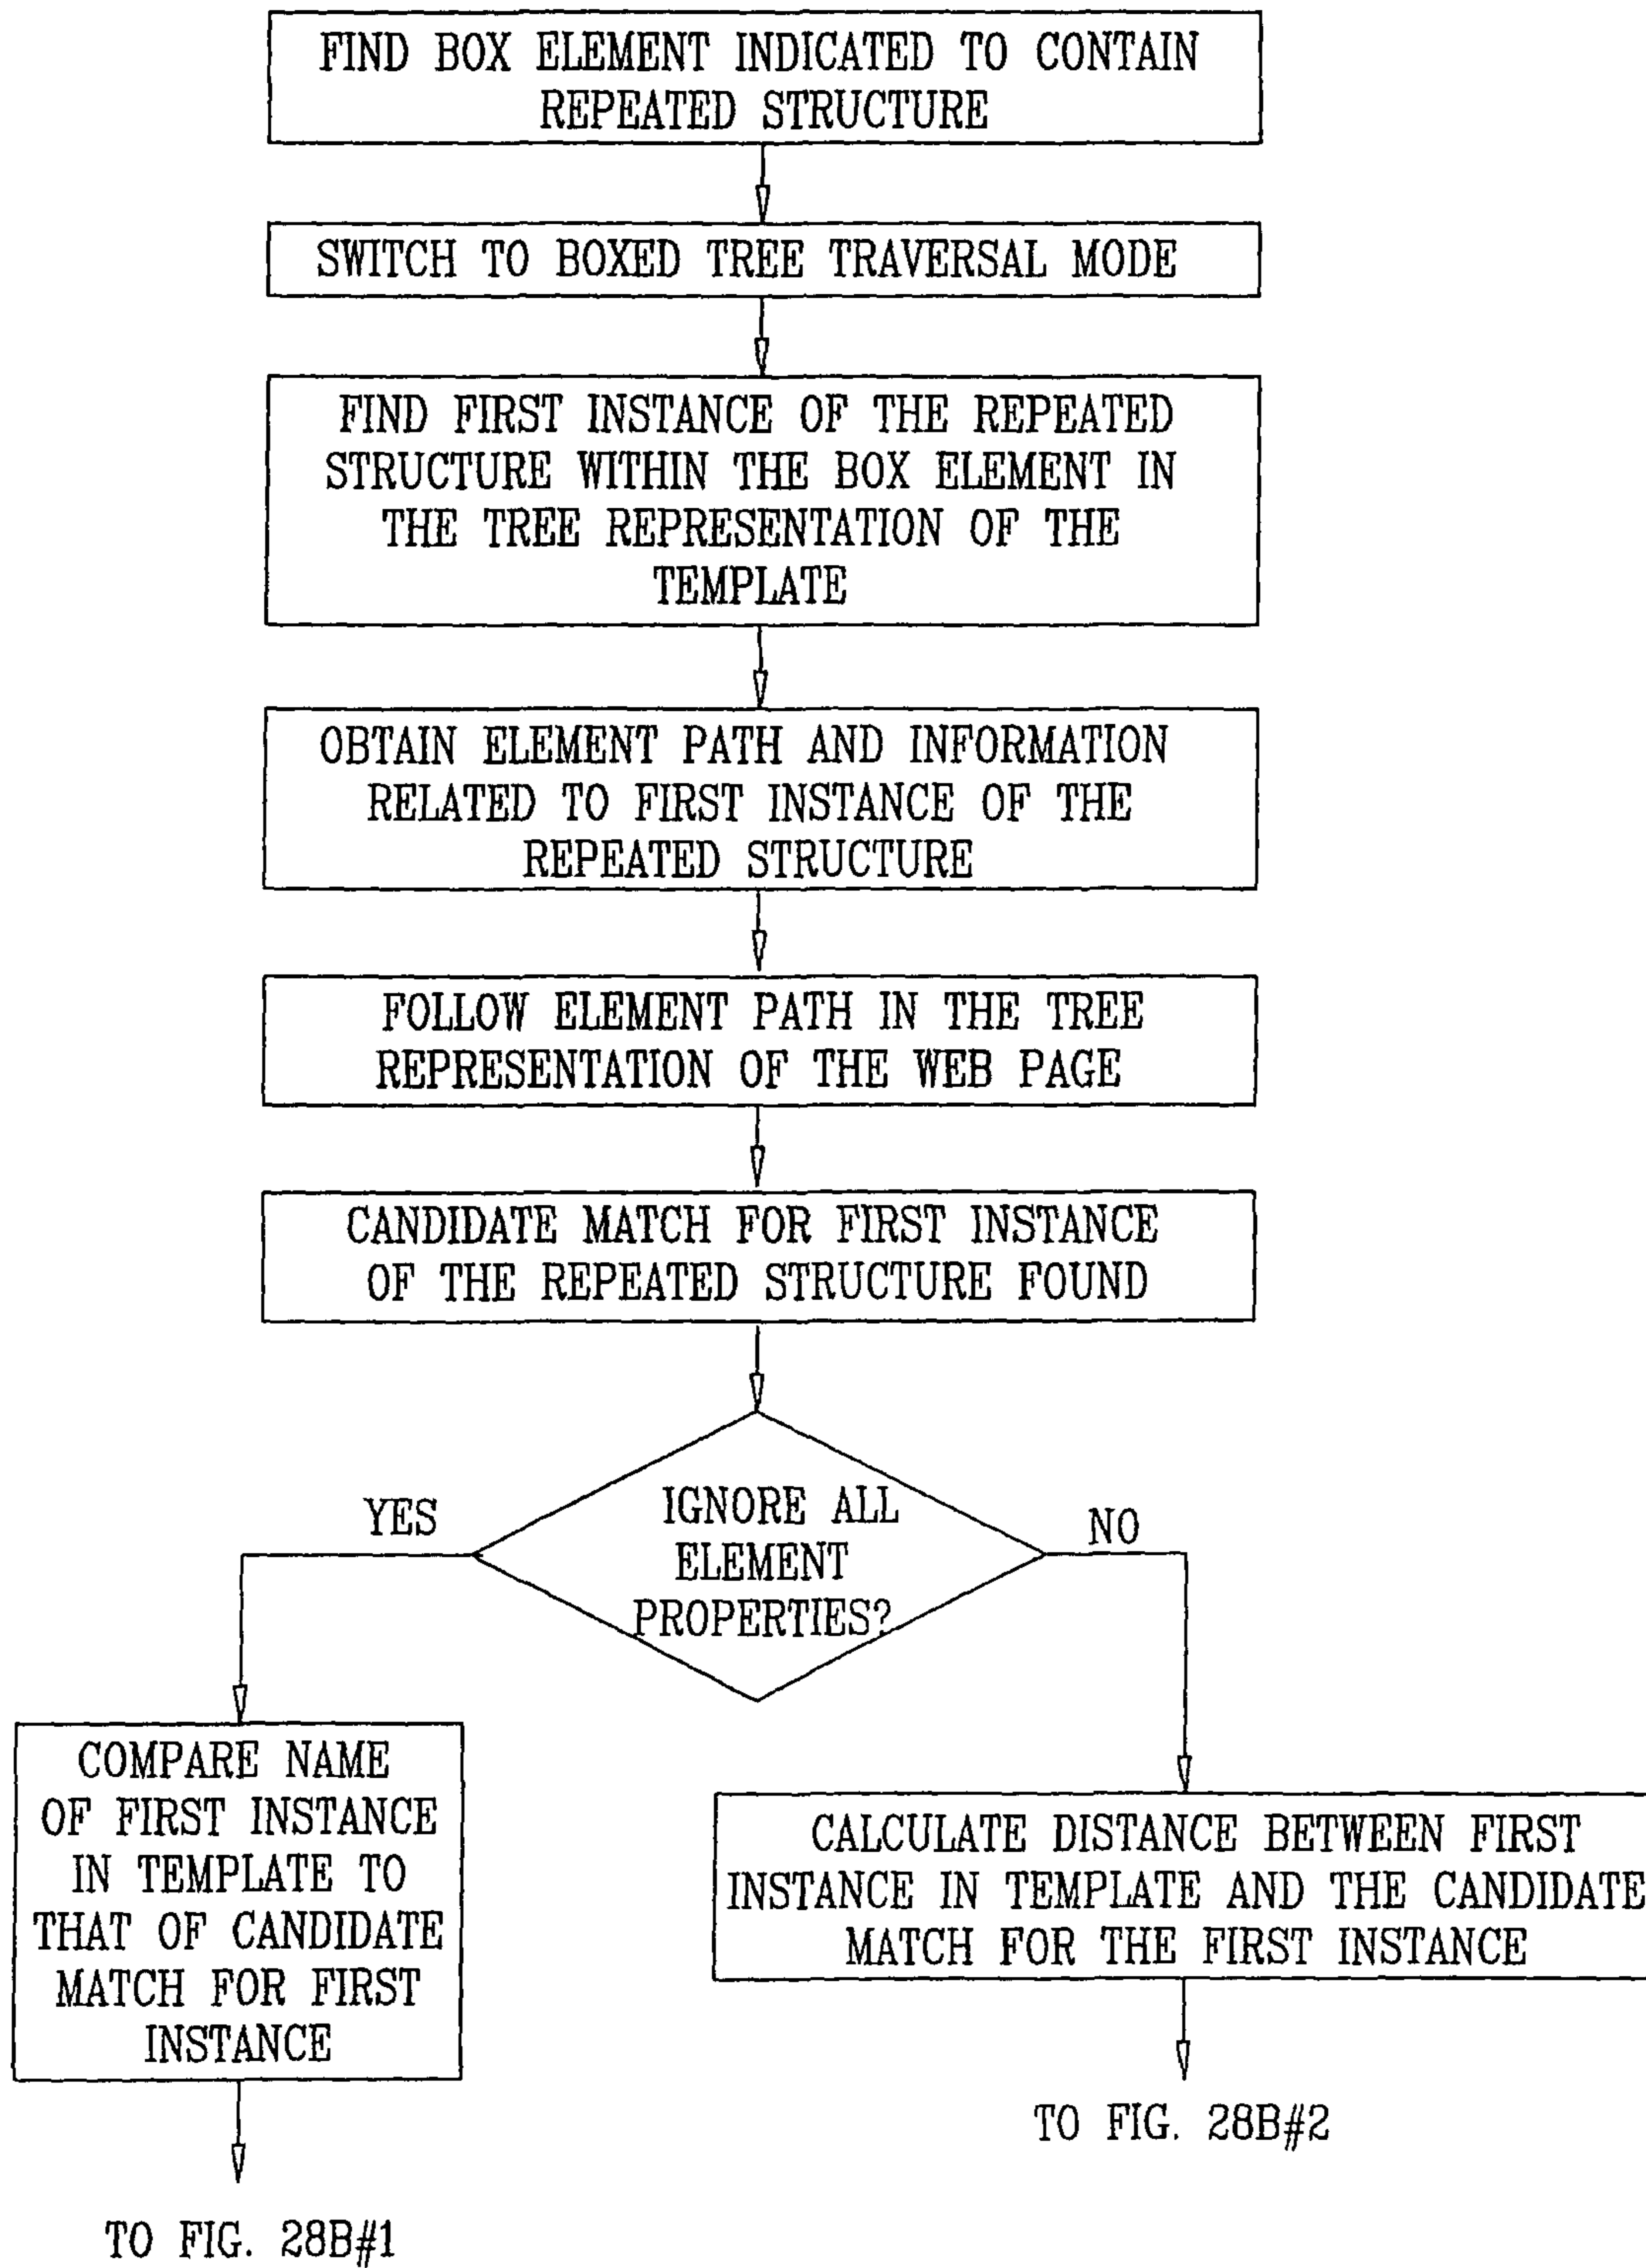 FIND BOX ELEMENT INDICATED TO CONTAIN
REPEATED STRUCTURE
SWITCH TO BOXED TREE TRAVERSAL MODE
FIND FIRST INSTANCE OF THE REPEATED
STRUCTURE WITHIN THE BOX ELEMENT IN
THE TREE REPRESENTATION OF THE
TEMPLATE
OBTAIN ELEMENT PATH AND INFORMATION
RELATED TO FIRST INSTANCE OF THE
REPEATED STRUCTURE
FOLLOW ELEMENT PATH IN THE TREE
REPRESENTATION OF THE WEB PAGE
CANDIDATE MATCH FOR FIRST INSTANCE
OF THE REPEATED STRUCTURE FOUND
IGNORE ALL
ELEMENT
PROPERTIES?
YES
NO
COMPARE NAME
OF FIRST INSTANCE
IN TEMPLATE TO
THAT OF CANDIDATE
MATCH FOR FIRST
INSTANCE
CALCULATE DISTANCE BETWEEN FIRST
INSTANCE IN TEMPLATE AND THE CANDIDATE
MATCH FOR THE FIRST INSTANCE
TO FIG. 28B#2
TO FIG. 28B#1